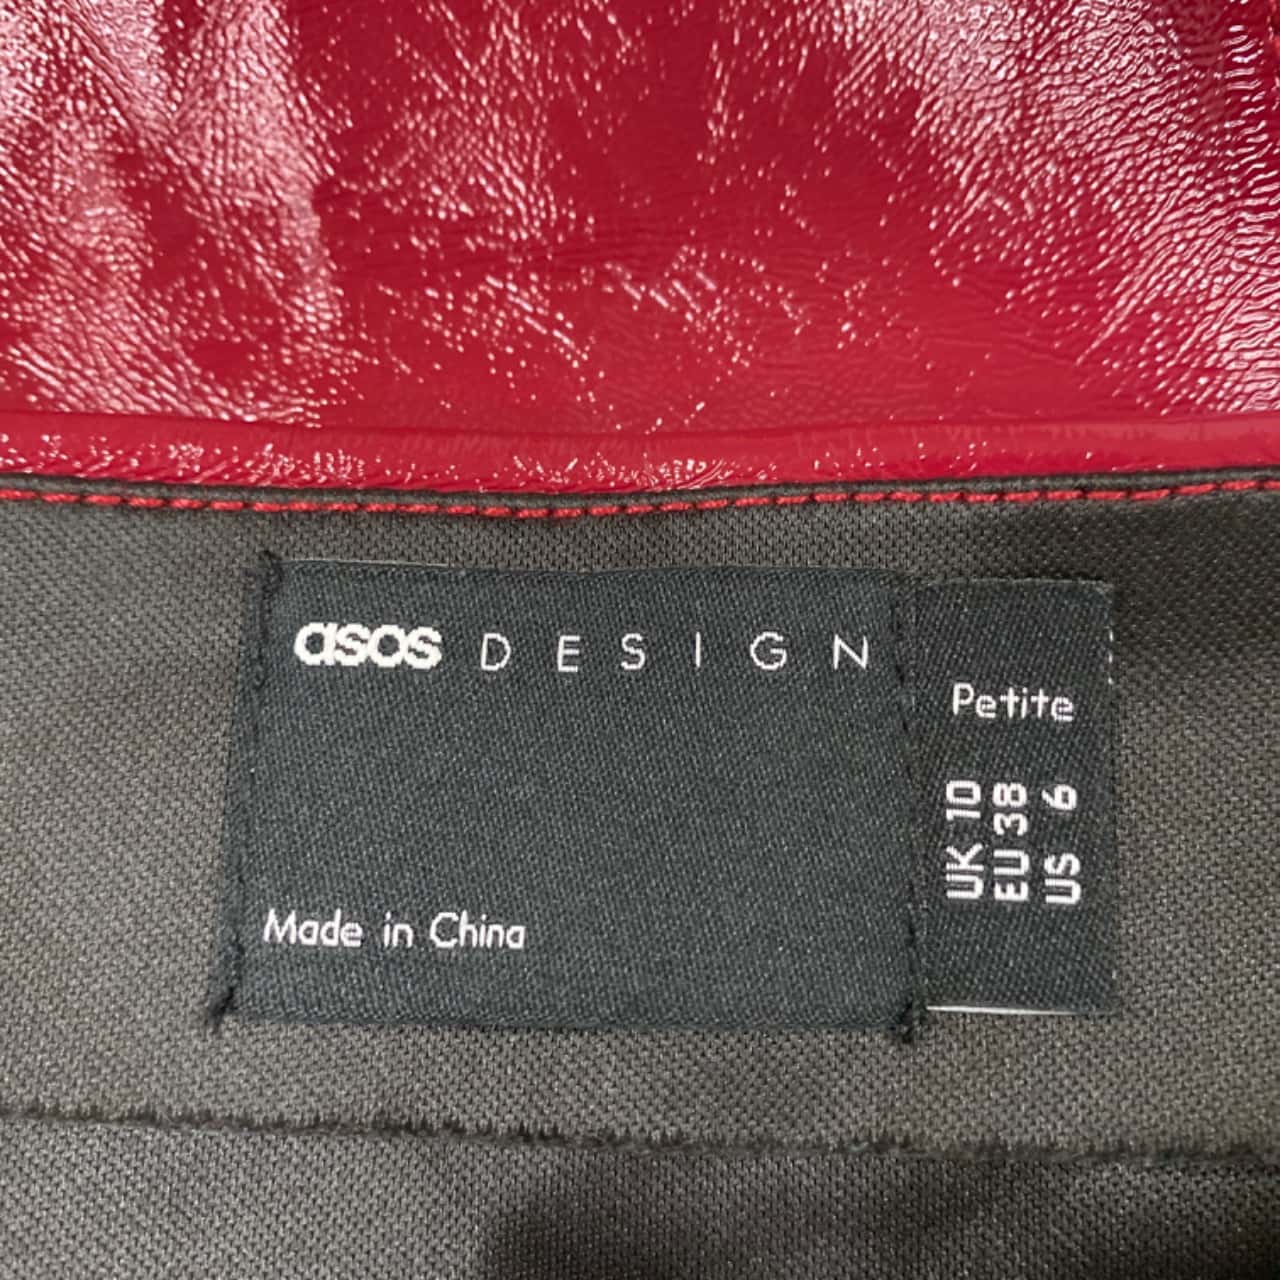 asos DESIGN
Made in China
Petite
UK 10
EU 38
US 6